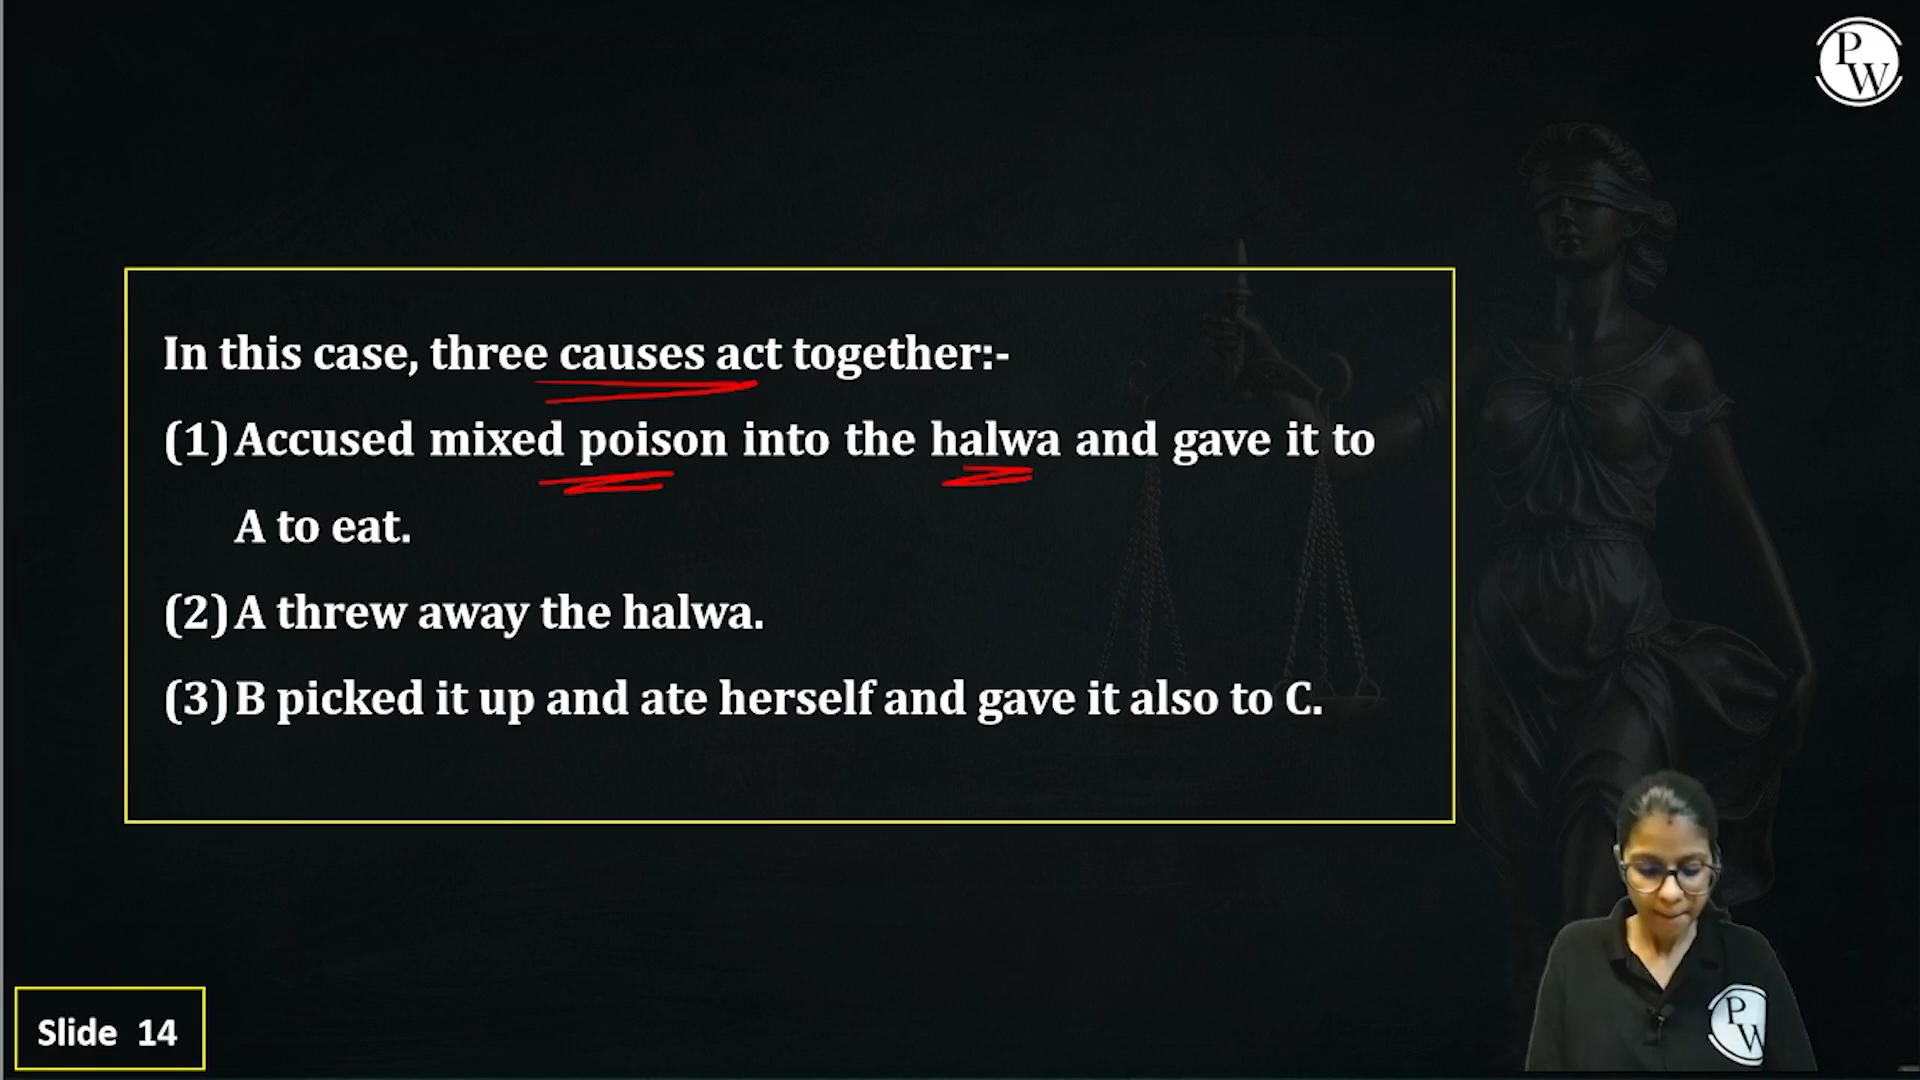 PW
In this case, three causes act together:-
(1) Accused mixed poison into the halwa and gave it to
A to eat.
(2) A threw away the halwa.
(3) B picked it up and ate herself and gave it also to C.
PW
Slide 14